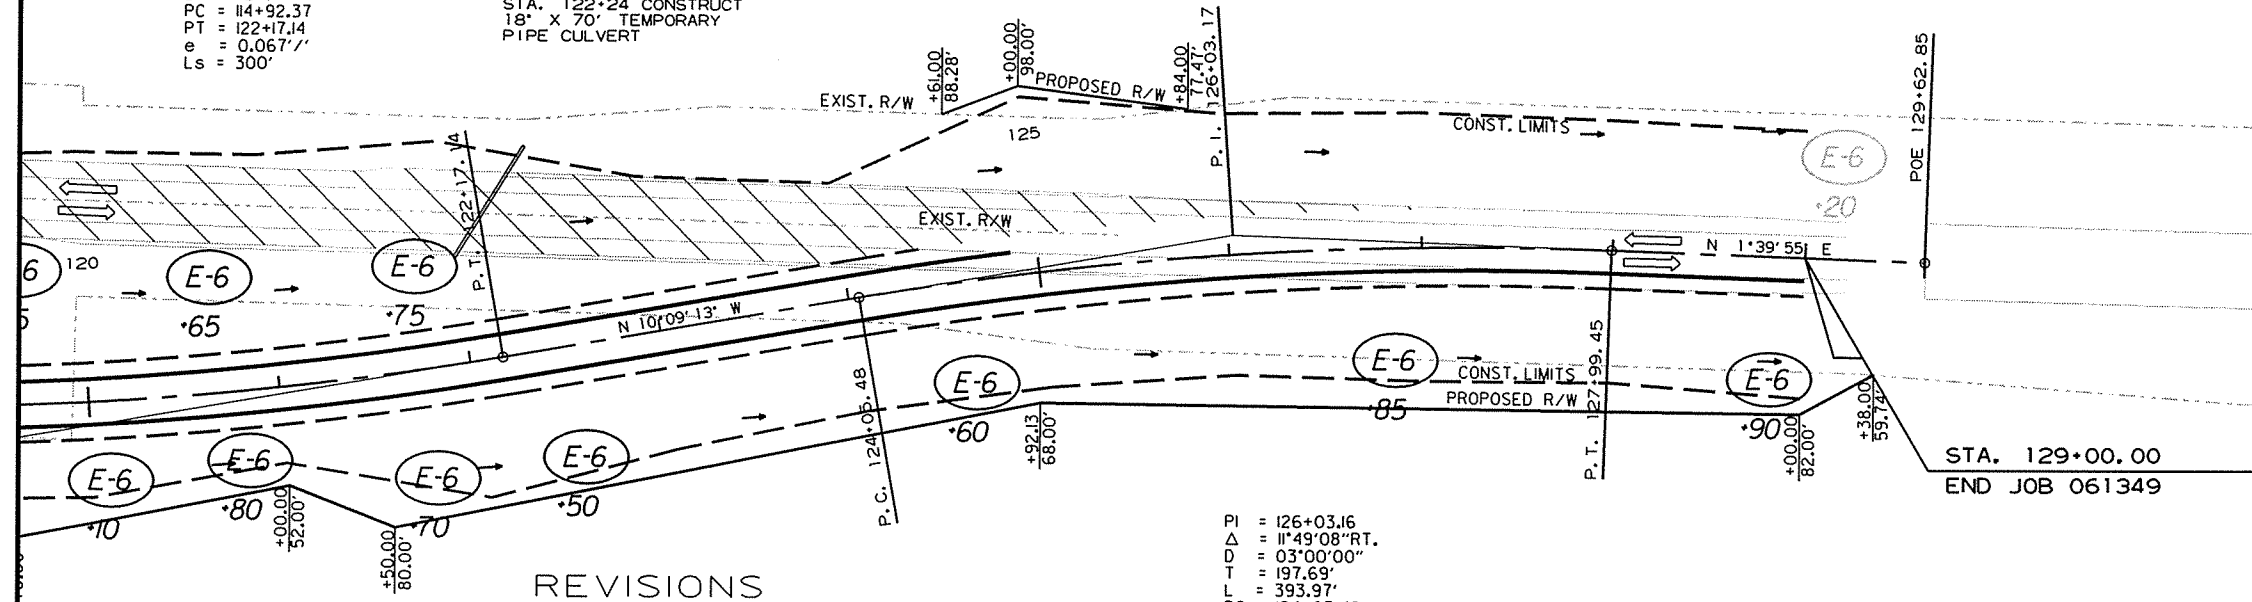 PC = 114+92.37
PT = 122+17.14
e = 0.067'/'
Ls = 300'
STA. 122+24 CONSTRUCT
18" X 70' TEMPORARY
PIPE CULVERT
+61.00
88.28'
+00.00
98.00'
PROPOSED R/W
+84.00
77.47'
P.I. 126+03.17
POE 129+62.85
EXIST. R/W
125
CONST. LIMITS
E-6
+20
P.T. 122+17.14
EXIST. R/W
6
120
E-6
+65
E-6
+75
N 10°09'13" W
N 1°39'55" E
P.C. 124+05.48
P.T. 127+99.45
E-6
+60
E-6
+85
CONST. LIMITS
PROPOSED R/W
E-6
+90
+92.13
68.00'
+00.00
82.00'
+38.00
59.74'
E-6
+10
E-6
+80
E-6
+70
E-6
+50
+00.00
52.00'
+50.00
80.00'
STA. 129+00.00
END JOB 061349
REVISIONS
PI = 126+03.16
Δ = 11°49'08"RT.
D = 03°00'00"
T = 197.69'
L = 393.97'